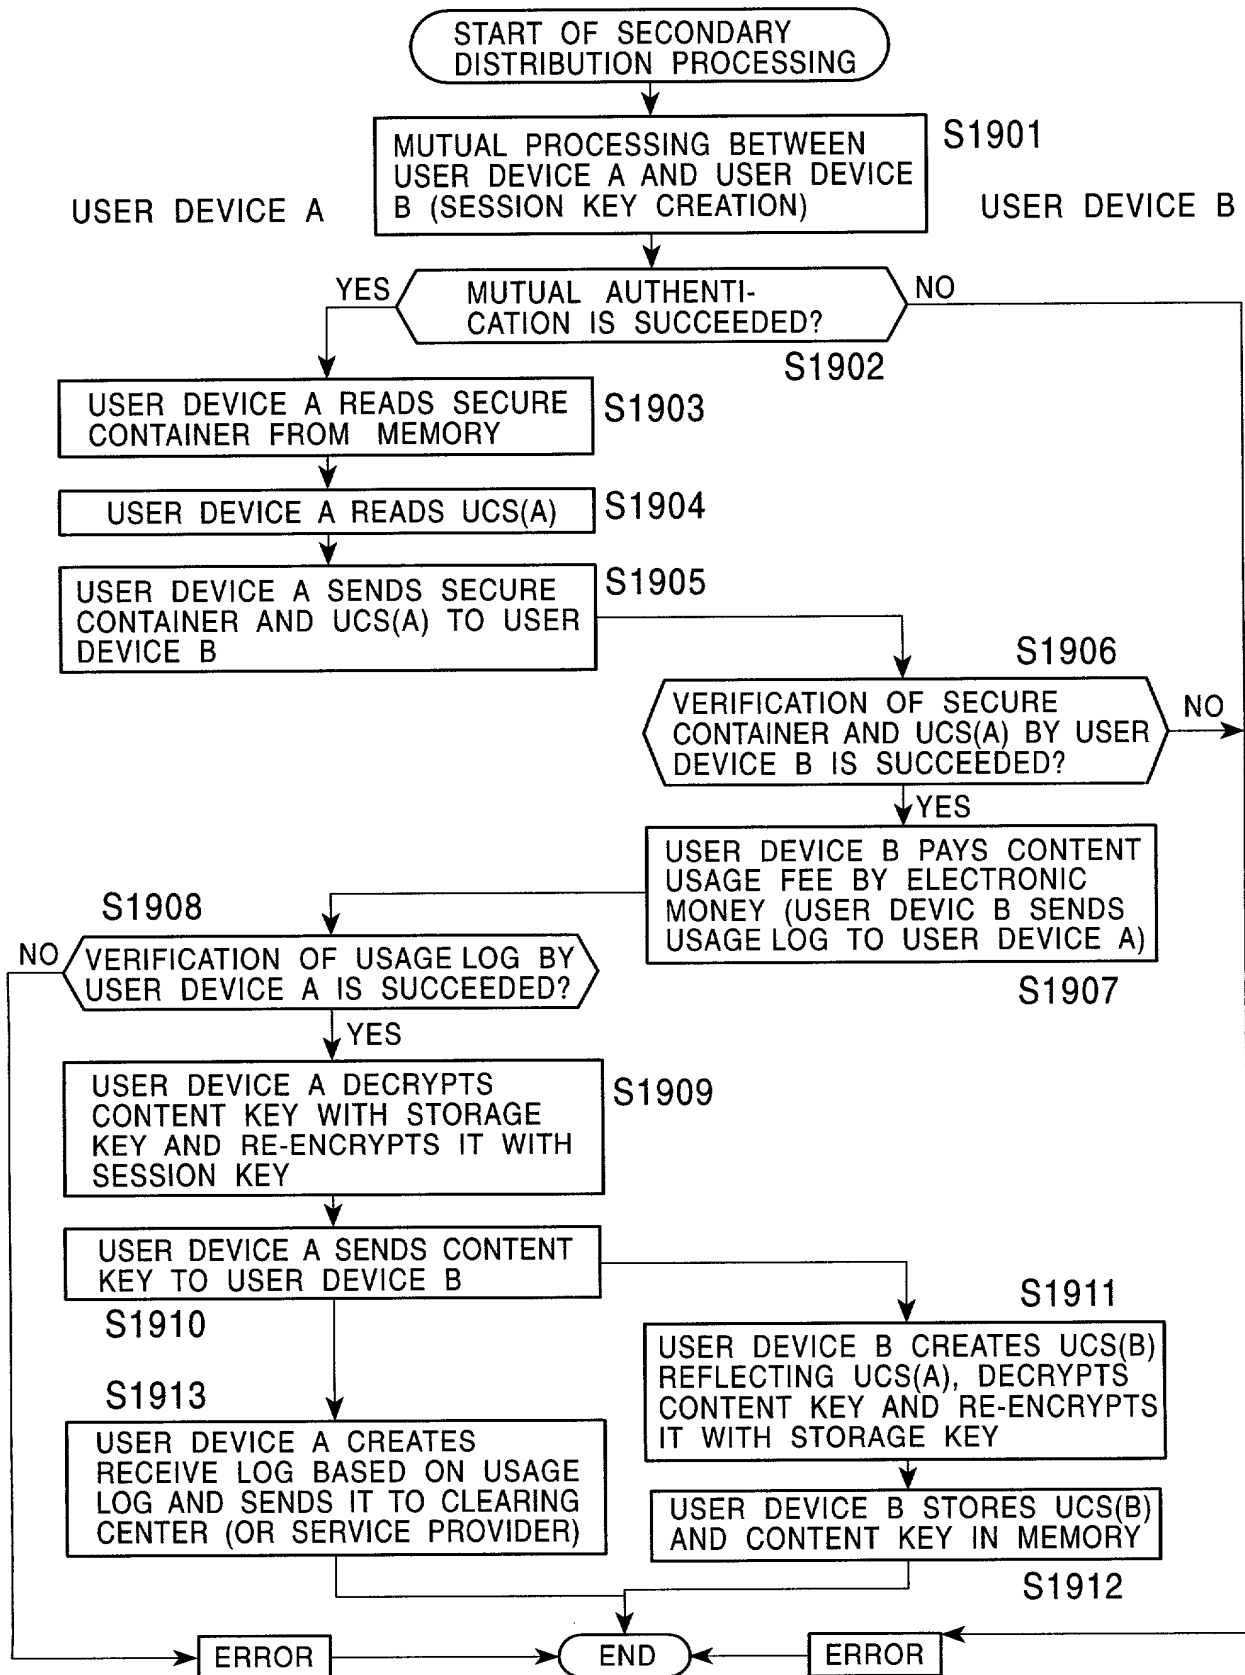 START OF SECONDARY
DISTRIBUTION PROCESSING
S1901
MUTUAL PROCESSING BETWEEN
USER DEVICE A AND USER DEVICE
B (SESSION KEY CREATION)
USER DEVICE A
USER DEVICE B
YES
MUTUAL AUTHENTI-
CATION IS SUCCEEDED?
NO
S1902
USER DEVICE A READS SECURE
CONTAINER FROM MEMORY
S1903
USER DEVICE A READS UCS(A)
S1904
USER DEVICE A SENDS SECURE
CONTAINER AND UCS(A) TO USER
DEVICE B
S1905
S1906
VERIFICATION OF SECURE
CONTAINER AND UCS(A) BY USER
DEVICE B IS SUCCEEDED?
NO
YES
USER DEVICE B PAYS CONTENT
USAGE FEE BY ELECTRONIC
MONEY (USER DEVIC B SENDS
USAGE LOG TO USER DEVICE A)
S1907
S1908
NO
VERIFICATION OF USAGE LOG BY
USER DEVICE A IS SUCCEEDED?
YES
USER DEVICE A DECRYPTS
CONTENT KEY WITH STORAGE
KEY AND RE-ENCRYPTS IT WITH
SESSION KEY
S1909
USER DEVICE A SENDS CONTENT
KEY TO USER DEVICE B
S1910
S1911
USER DEVICE B CREATES UCS(B)
REFLECTING UCS(A), DECRYPTS
CONTENT KEY AND RE-ENCRYPTS
IT WITH STORAGE KEY
S1913
USER DEVICE A CREATES
RECEIVE LOG BASED ON USAGE
LOG AND SENDS IT TO CLEARING
CENTER (OR SERVICE PROVIDER)
USER DEVICE B STORES UCS(B)
AND CONTENT KEY IN MEMORY
S1912
ERROR
END
ERROR